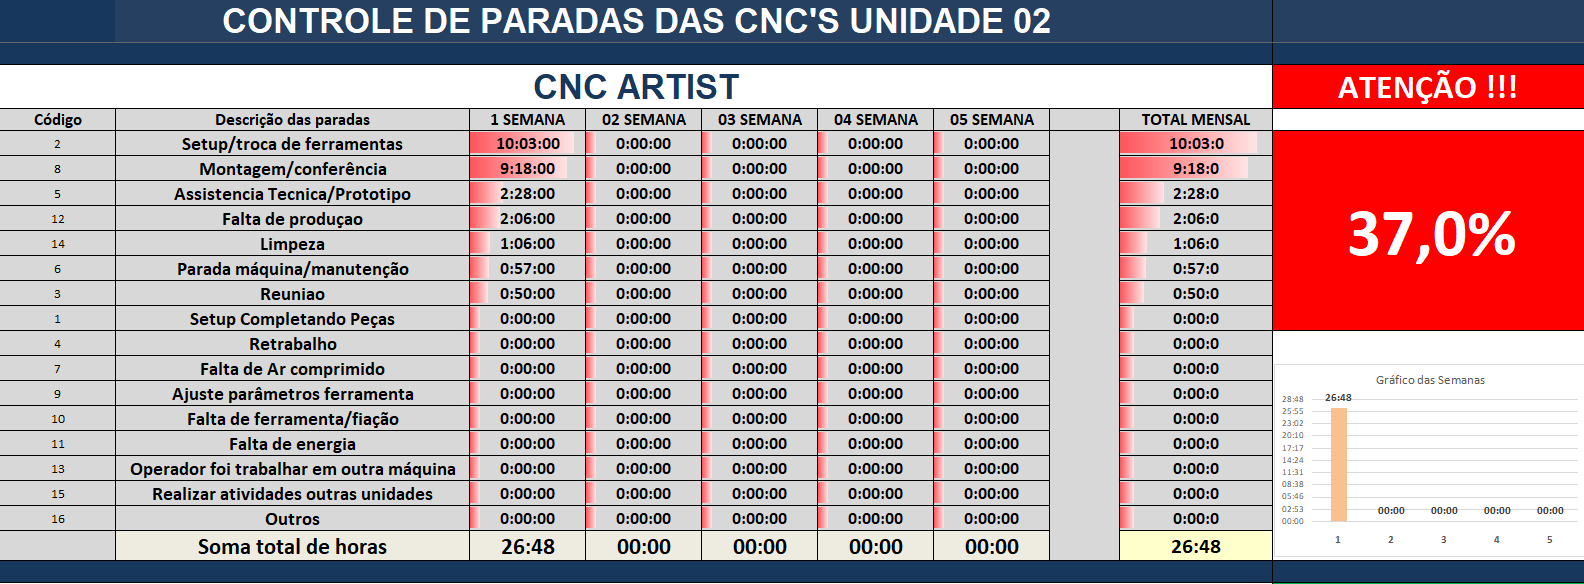 CONTROLE DE PARADAS DAS CNC'S UNIDADE 02
CNC ARTIST
ATENÇÃO !!!
Código Descrição das paradas 1 SEMANA 02 SEMANA 03 SEMANA 04 SEMANA 05 SEMANA TOTAL MENSAL
2 Setup/troca de ferramentas 10:03:00 0:00:00 0:00:00 0:00:00 0:00:00 10:03:0
8 Montagem/conferência 9:18:00 0:00:00 0:00:00 0:00:00 0:00:00 9:18:0
5 Assistencia Tecnica/Prototipo 2:28:00 0:00:00 0:00:00 0:00:00 0:00:00 2:28:0
12 Falta de produçao 2:06:00 0:00:00 0:00:00 0:00:00 0:00:00 2:06:0
14 Limpeza 1:06:00 0:00:00 0:00:00 0:00:00 0:00:00 1:06:0
6 Parada máquina/manutenção 0:57:00 0:00:00 0:00:00 0:00:00 0:00:00 0:57:0
3 Reuniao 0:50:00 0:00:00 0:00:00 0:00:00 0:00:00 0:50:0
1 Setup Completando Peças 0:00:00 0:00:00 0:00:00 0:00:00 0:00:00 0:00:0
4 Retrabalho 0:00:00 0:00:00 0:00:00 0:00:00 0:00:00 0:00:0
7 Falta de Ar comprimido 0:00:00 0:00:00 0:00:00 0:00:00 0:00:00 0:00:0
9 Ajuste parâmetros ferramenta 0:00:00 0:00:00 0:00:00 0:00:00 0:00:00 0:00:0
10 Falta de ferramenta/fiação 0:00:00 0:00:00 0:00:00 0:00:00 0:00:00 0:00:0
11 Falta de energia 0:00:00 0:00:00 0:00:00 0:00:00 0:00:00 0:00:0
13 Operador foi trabalhar em outra máquina 0:00:00 0:00:00 0:00:00 0:00:00 0:00:00 0:00:0
15 Realizar atividades outras unidades 0:00:00 0:00:00 0:00:00 0:00:00 0:00:00 0:00:0
16 Outros 0:00:00 0:00:00 0:00:00 0:00:00 0:00:00 0:00:0
Soma total de horas 26:48 00:00 00:00 00:00 00:00 26:48
37,0%
Gráfico das Semanas
28:48
25:55
23:02
20:10
17:17
14:24
11:31
08:38
05:46
02:53
00:00
26:48
00:00 00:00 00:00 00:00
1 2 3 4 5